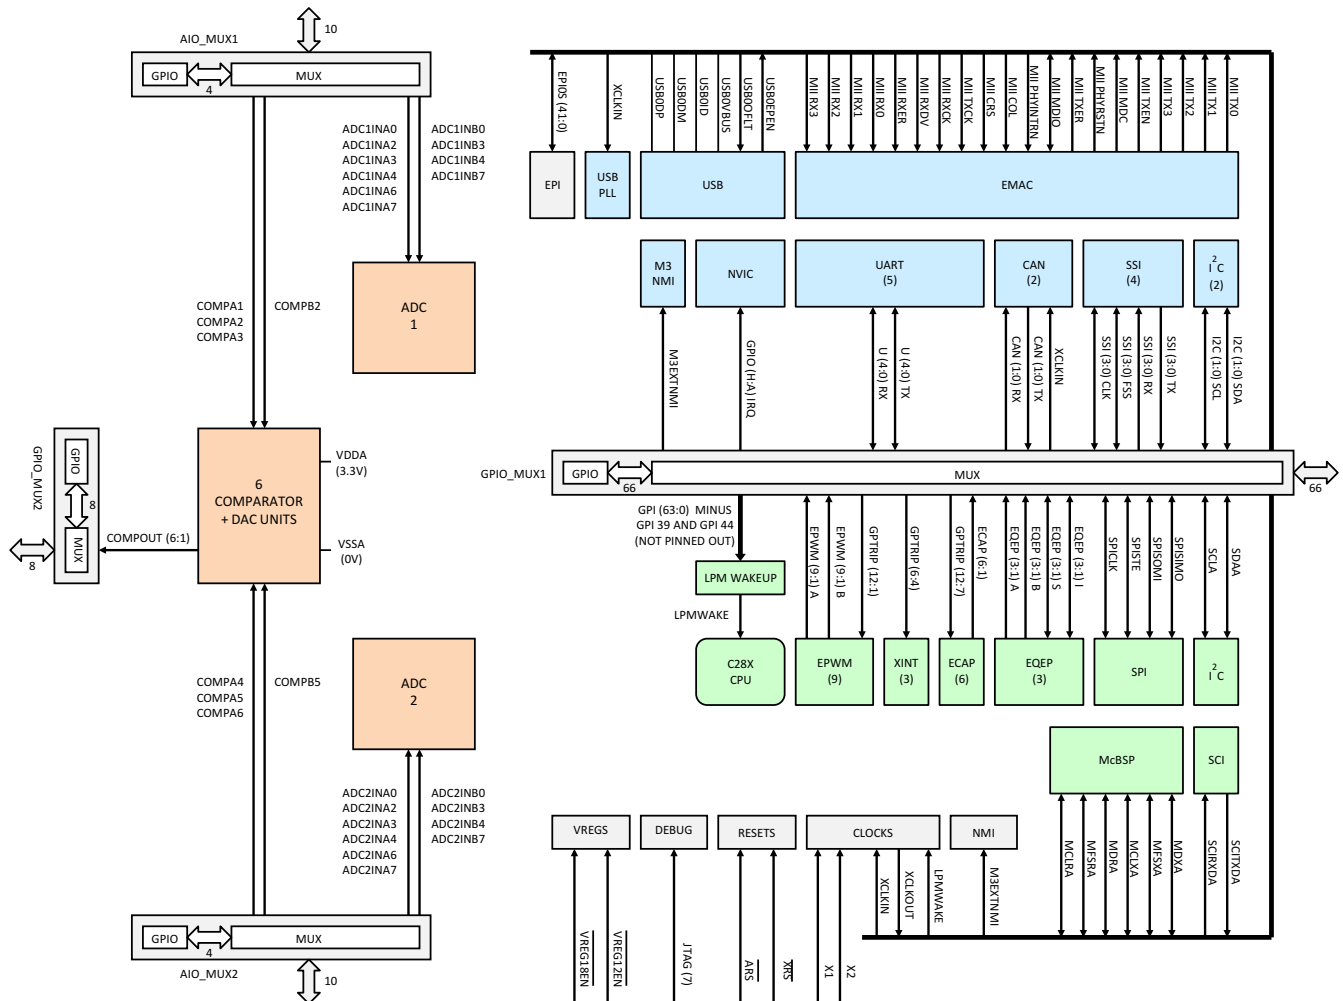 AIO_MUX1
10
GPIO
MUX
4
ADC1INA0
ADC1INA2
ADC1INA3
ADC1INA4
ADC1INA6
ADC1INA7
ADC1INB0
ADC1INB3
ADC1INB4
ADC1INB7
ADC
1
COMPA1
COMPA2
COMPA3
COMPB2
GPIO_MUX2
GPIO
8
MUX
8
COMPOUT (6:1)
6
COMPARATOR
+ DAC UNITS
VDDA
(3.3V)
VSSA
(0V)
COMPA4
COMPA5
COMPA6
COMPB5
ADC
2
ADC2INA0
ADC2INA2
ADC2INA3
ADC2INA4
ADC2INA6
ADC2INA7
ADC2INB0
ADC2INB3
ADC2INB4
ADC2INB7
GPIO
MUX
4
AIO_MUX2
10
EPI0S (41:0)
XCLKIN
USB0DP
USB0DM
USB0ID
USB0VBUS
USB0OFLT
USB0EPEN
MII RX3
MII RX2
MII RX1
MII RX0
MII RXER
MII RXDV
MII RXCK
MII TXCK
MII CRS
MII COL
MII PHYINTRN
MII MDIO
MII TXER
MII PHYRSTN
MII MDC
MII TXEN
MII TX3
MII TX2
MII TX1
MII TX0
EPI
USB
PLL
USB
EMAC
M3
NMI
NVIC
UART
(5)
CAN
(2)
SSI
(4)
I2C
(2)
M3EXTNMI
GPIO (H:A) IRQ
U (4:0) RX
U (4:0) TX
CAN (1:0) RX
CAN (1:0) TX
XCLKIN
SSI (3:0) CLK
SSI (3:0) FSS
SSI (3:0) RX
SSI (3:0) TX
I2C (1:0) SCL
I2C (1:0) SDA
GPIO_MUX1
GPIO
66
MUX
66
GPI (63:0) MINUS
GPI 39 AND GPI 44
(NOT PINNED OUT)
LPM WAKEUP
LPMWAKE
EPWM (9:1) A
EPWM (9:1) B
GPTRIP (12:1)
GPTRIP (6:4)
GPTRIP (12:7)
ECAP (6:1)
EQEP (3:1) A
EQEP (3:1) B
EQEP (3:1) S
EQEP (3:1) I
SPICLK
SPISTE
SPISOMI
SPISIMO
SCLA
SDAA
C28X
CPU
EPWM
(9)
XINT
(3)
ECAP
(6)
EQEP
(3)
SPI
I2C
McBSP
SCI
MCLRA
MFSRA
MDRA
MCLXA
MFSXA
MDXA
SCIRXDA
SCITXDA
VREGS
DEBUG
RESETS
CLOCKS
NMI
VREG18EN
VREG12EN
JTAG (7)
ARS
XRS
X1
X2
XCLKIN
XCLKOUT
LPMWAKE
M3EXTNMI